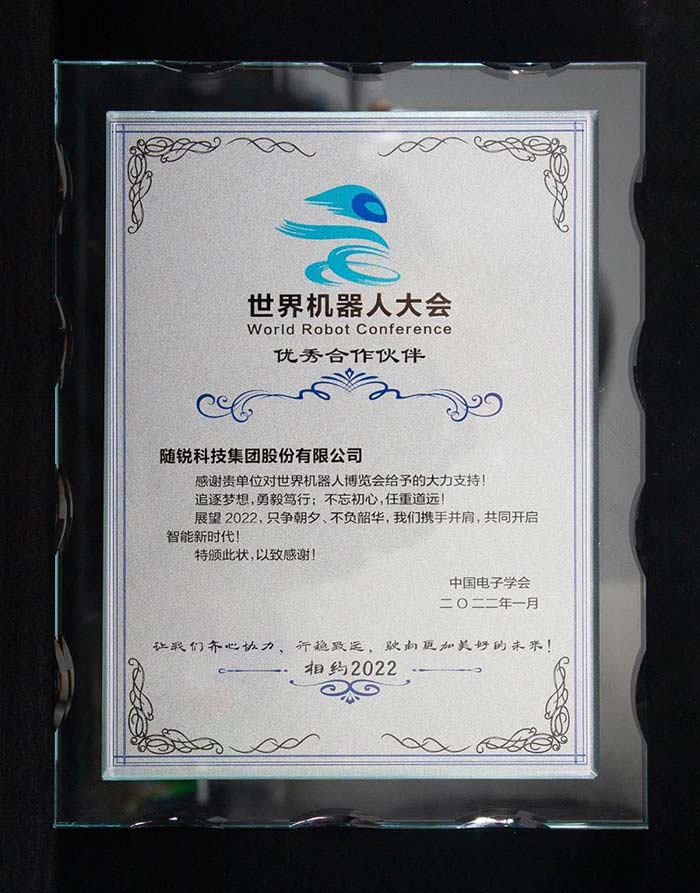 世界机器人大会
World Robot Conference
优秀合作伙伴
随锐科技集团股份有限公司
感谢贵单位对世界机器人博览会给予的大力支持！
追逐梦想，勇毅笃行；不忘初心，任重道远！
展望2022，只争朝夕、不负韶华，我们携手并肩，共同开启
智能新时代！
特颁此状，以致感谢！
中国电子学会
二〇二二年一月
让我们齐心协力，行稳致远，驶向更加美好的未来！
相约2022